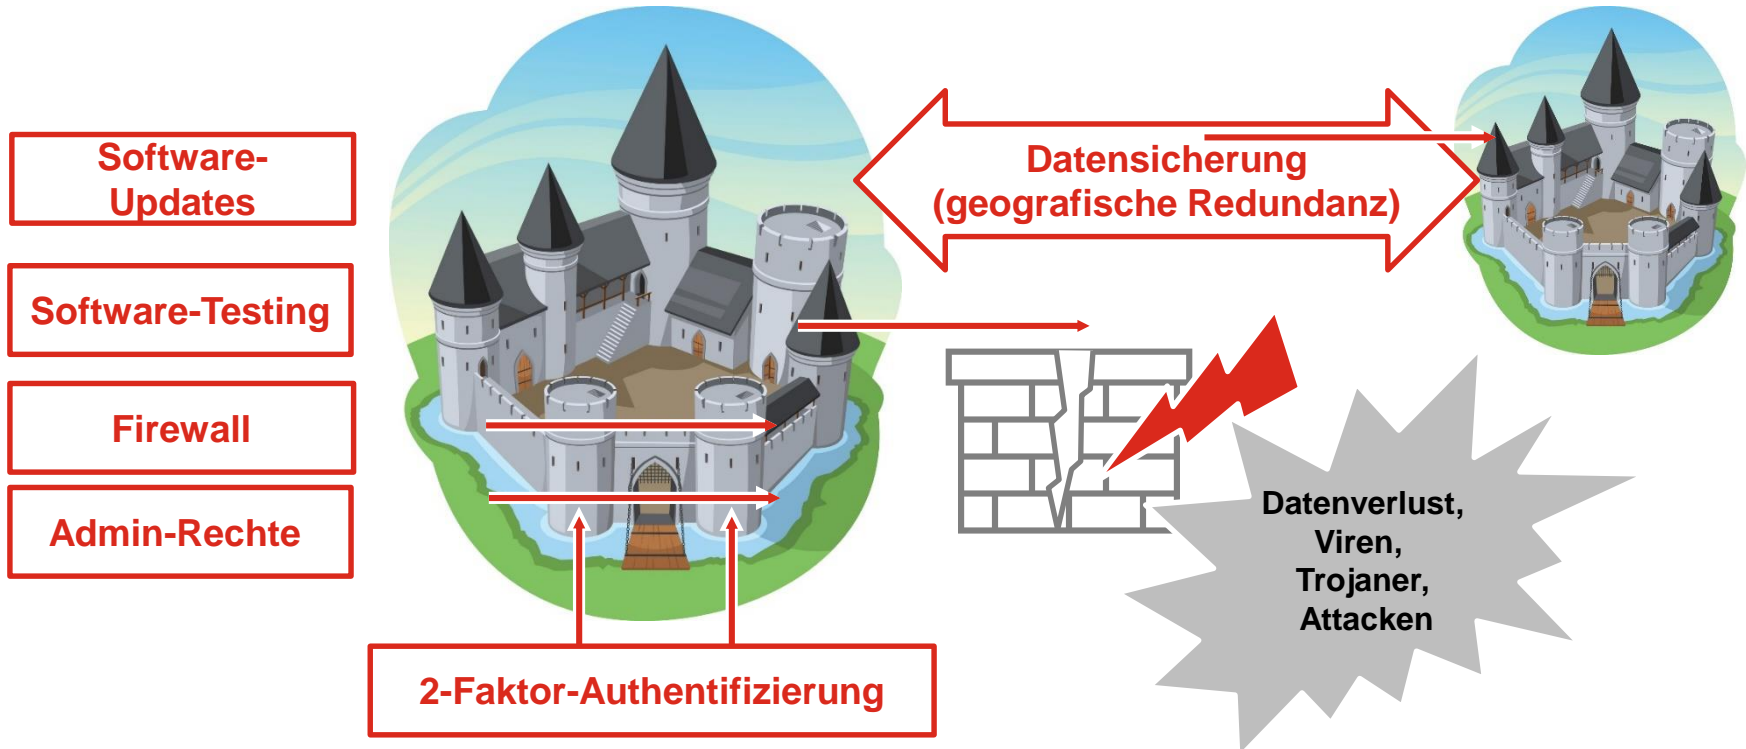 Software-
Updates
Software-Testing
Firewall
Admin-Rechte
2-Faktor-Authentifizierung
Datensicherung
(geografische Redundanz)
Datenverlust,
Viren,
Trojaner,
Attacken